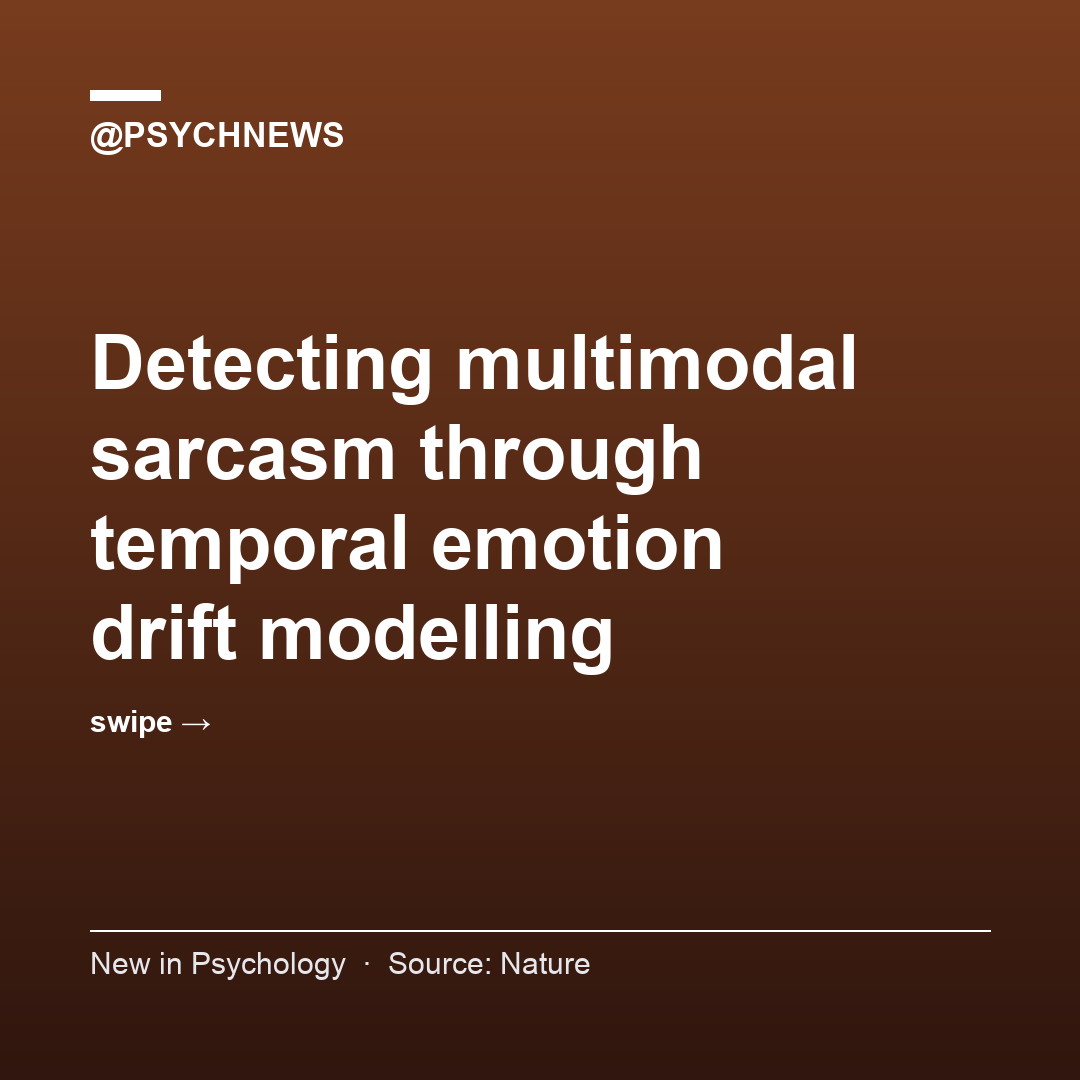 @PSYCHNEWS
Detecting multimodal
sarcasm through
temporal emotion
drift modelling
swipe →
New in Psychology · Source: Nature